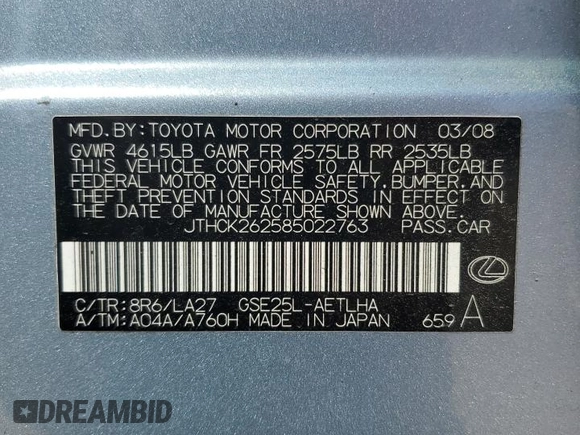 MFD.BY:TOYOTA MOTOR CORPORATION 03/08
GVWR 4615LB GAWR FR 2575LB RR 2535LB
THIS VEHICLE CONFORMS TO ALL APPLICABLE
FEDERAL MOTOR VEHICLE SAFETY,BUMPER,AND
THEFT PREVENTION STANDARDS IN EFFECT ON
THE DATE OF MANUFACTURE SHOWN ABOVE.
JTHCK262585022763 PASS.CAR
C/TR:8R6/LA27 GSE25L-AETLHA
A/TM:A04A/A760H MADE IN JAPAN 659 A
DREAMBID